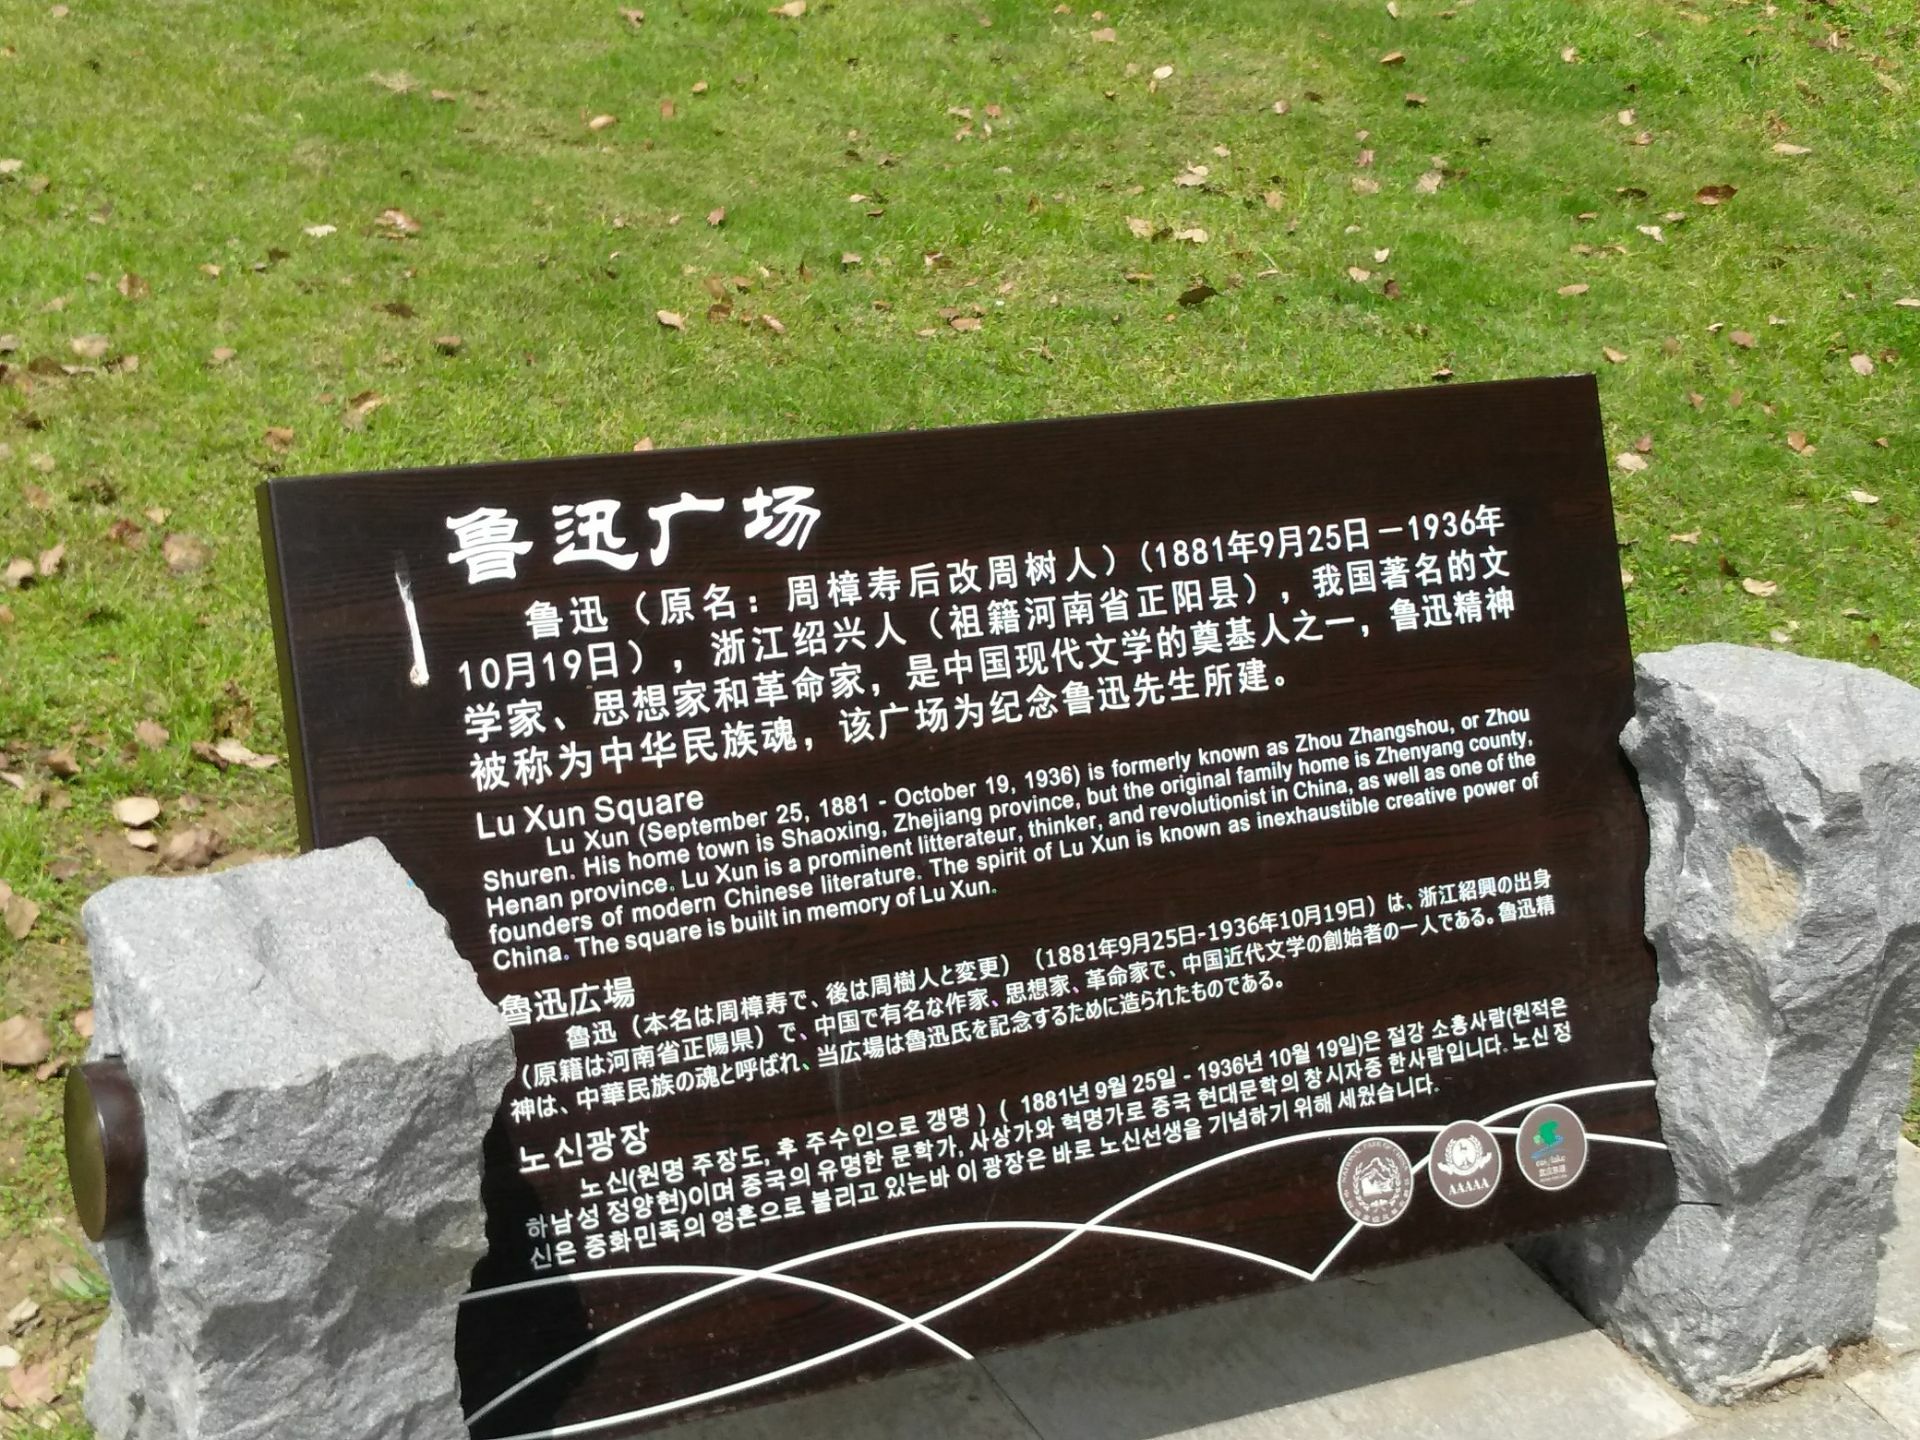 鲁迅广场
鲁迅（原名：周樟寿后改周树人）（1881年9月25日－1936年
10月19日），浙江绍兴人（祖籍河南省正阳县），我国著名的文
学家、思想家和革命家，是中国现代文学的奠基人之一，鲁迅精神
被称为中华民族魂，该广场为纪念鲁迅先生所建。
Lu Xun Square
Lu Xun (September 25, 1881 - October 19, 1936) is formerly known as Zhou Zhangshou, or Zhou
Shuren. His home town is Shaoxing, Zhejiang province, but the original family home is Zhenyang county,
Henan province. Lu Xun is a prominent litterateur, thinker, and revolutionist in China, as well as one of the
founders of modern Chinese literature. The spirit of Lu Xun is known as inexhaustible creative power of
China. The square is built in memory of Lu Xun.
魯迅広場
魯迅（本名は周樟寿で、後は周樹人と変更）（1881年9月25日-1936年10月19日）は、浙江紹興の出身
（原籍は河南省正陽県）で、中国で有名な作家、思想家、革命家で、中国近代文学の創始者の一人である。魯迅精
神は、中華民族の魂と呼ばれ、当広場は魯迅氏を記念するために造られたものである。
노신광장
노신(원명 주장도, 후 주수인으로 갱명 ) ( 1881년 9월 25일 - 1936년 10월 19일)은 절강 소흥사람(원적은
하남성 정양현)이며 중국의 유명한 문학가, 사상가와 혁명가로 중국 현대문학의 창시자중 한사람입니다. 노신 정
신은 중화민족의 영혼으로 불리고 있는바 이 광장은 바로 노신선생을 기념하기 위해 세웠습니다.
AAAAA